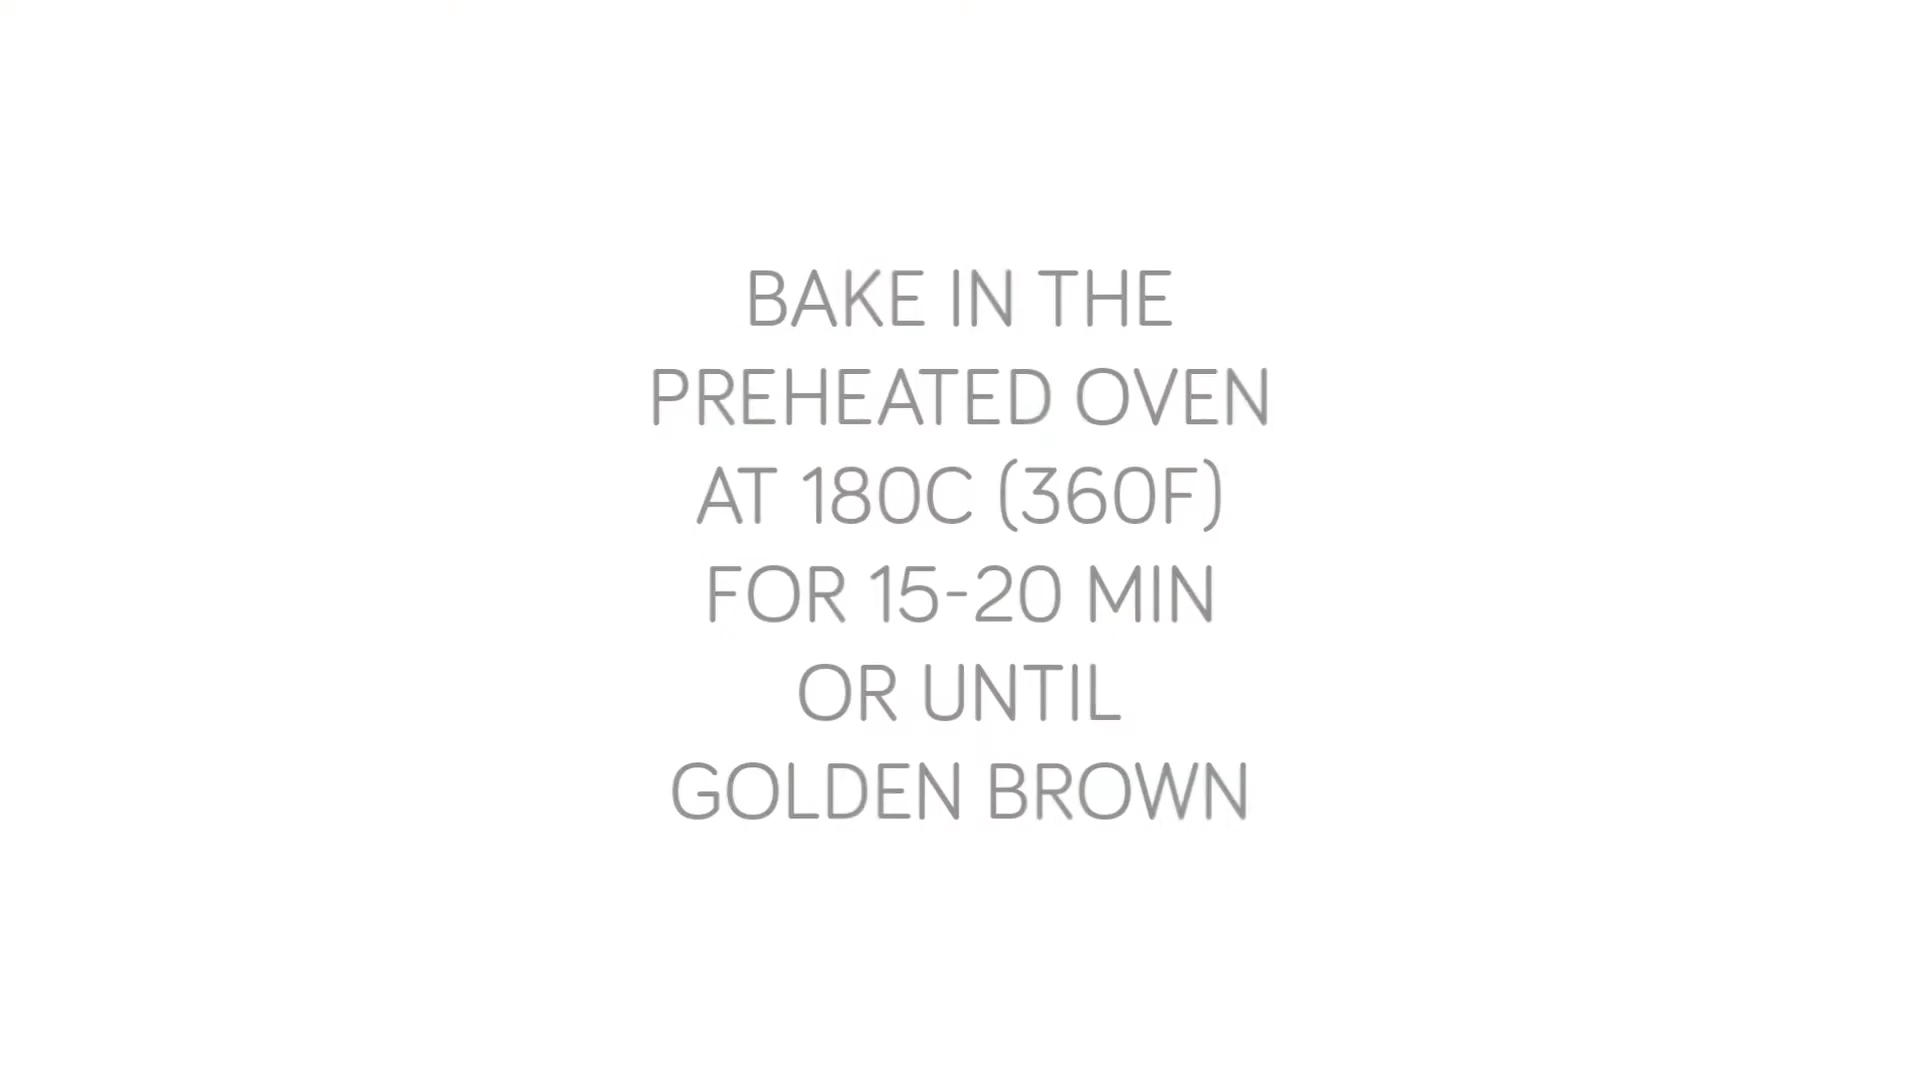 BAKE IN THE
PREHEATED OVEN
AT 180C (360F)
FOR 15-20 MIN
OR UNTIL
GOLDEN BROWN